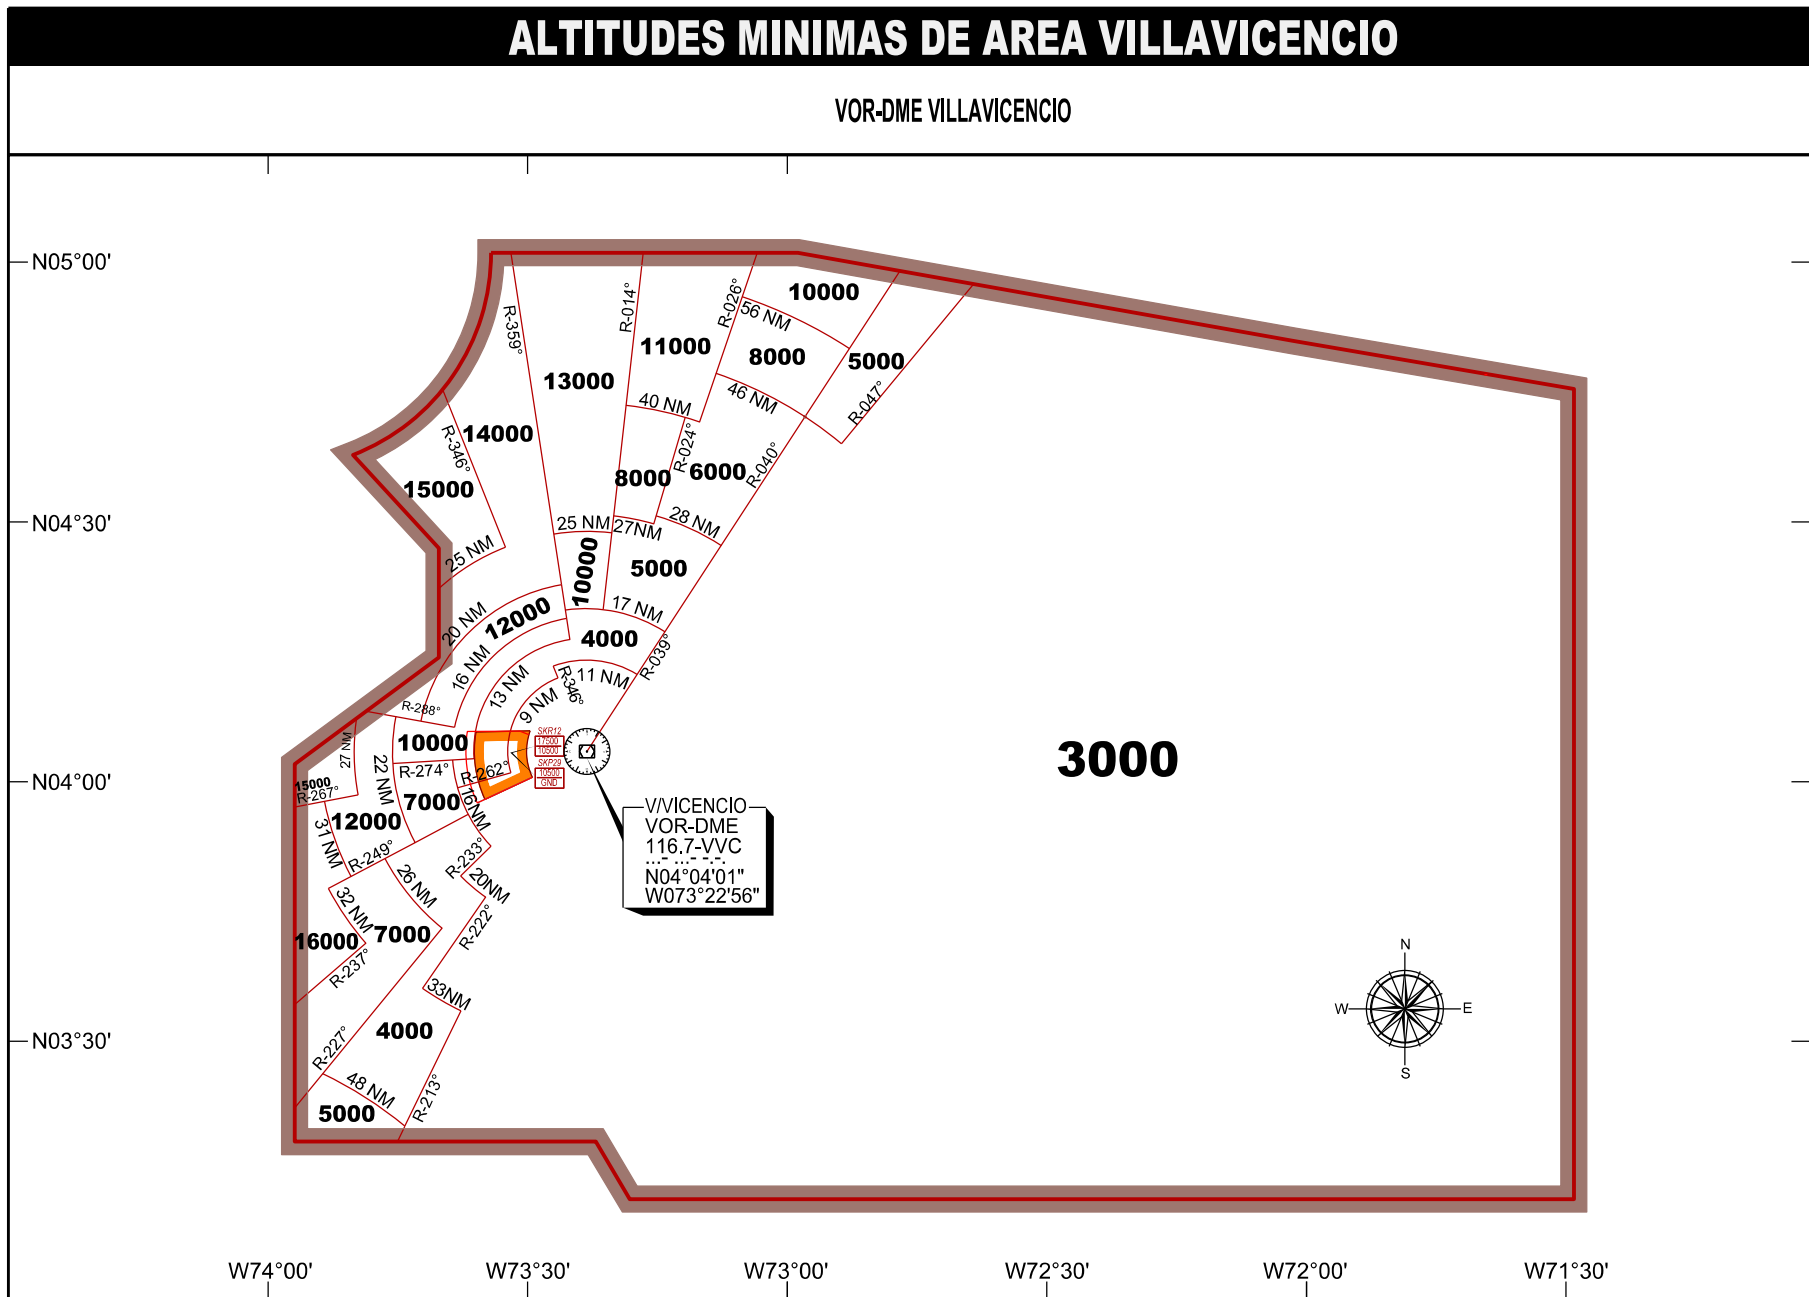 ALTITUDES MINIMAS DE AREA VILLAVICENCIO
VOR-DME VILLAVICENCIO
N05°00'
N04°30'
N04°00'
N03°30'
R-359°
R-014°
R-026°
10000
56 NM
11000
8000
5000
13000
46 NM
R-047°
40 NM
14000
R-346°
R-024°
R-040°
15000
8000
6000
25 NM
25 NM
27NM
28 NM
10000
5000
20 NM
12000
17 NM
4000
R-039°
16 NM
13 NM
R-346°
11 NM
9 NM
R-288°
27 NM
10000
SKR12
17500
10500
SKP29
10500
GND
22 NM
R-274°
R-262°
15000
R-267°
7000
16NM
12000
31 NM
R-249°
R-233°
26 NM
20NM
32 NM
R-222°
16000
7000
R-237°
33NM
4000
R-227°
48 NM
R-213°
5000
3000
V/VICENCIO
VOR-DME
116.7-VVC
...- ...- -.-.
N04°04'01"
W073°22'56"
N
W
E
S
W74°00'
W73°30'
W73°00'
W72°30'
W72°00'
W71°30'